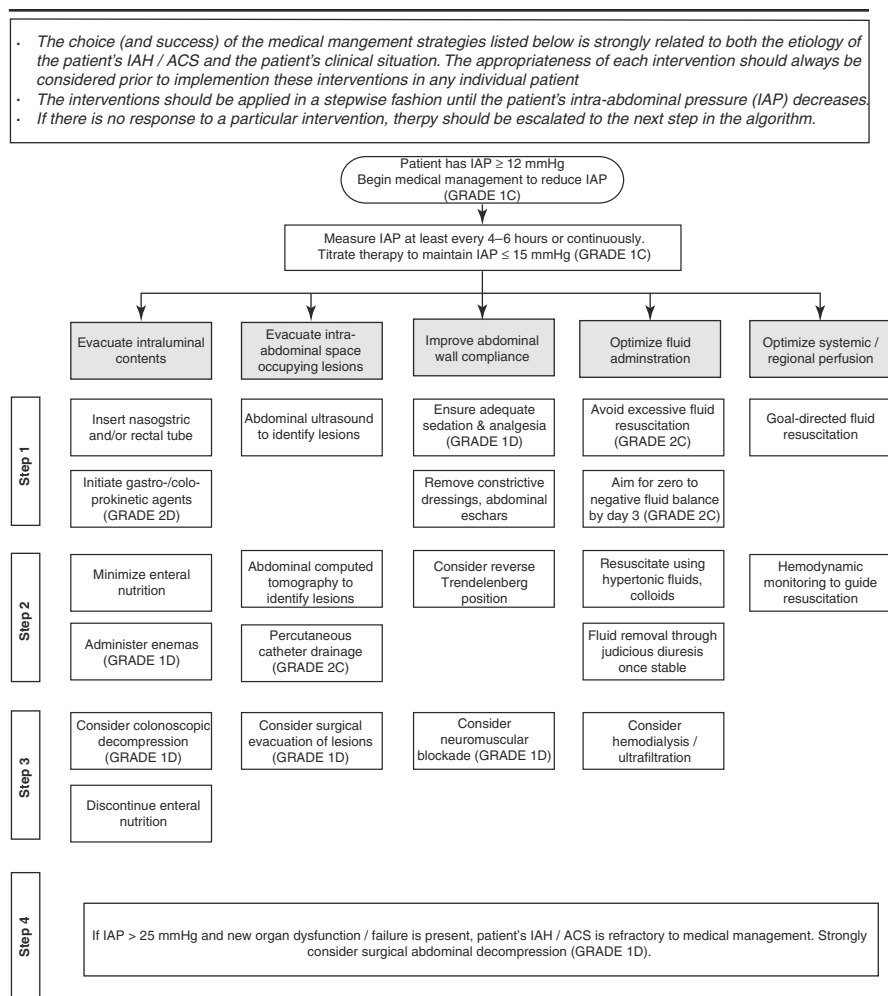 · The choice (and success) of the medical mangement strategies listed below is strongly related to both the etiology of
the patient's IAH / ACS and the patient's clinical situation. The appropriateness of each intervention should always be
considered prior to implemention these interventions in any individual patient
· The interventions should be applied in a stepwise fashion until the patient's intra-abdominal pressure (IAP) decreases.
· If there is no response to a particular intervention, therpy should be escalated to the next step in the algorithm.
Patient has IAP ≥ 12 mmHg
Begin medical management to reduce IAP
(GRADE 1C)
Measure IAP at least every 4–6 hours or continuously.
Titrate therapy to maintain IAP ≤ 15 mmHg (GRADE 1C)
Evacuate intraluminal
contents
Evacuate intra-
abdominal space
occupying lesions
Improve abdominal
wall compliance
Optimize fluid
adminstration
Optimize systemic /
regional perfusion
Step 1
Insert nasogstric
and/or rectal tube
Abdominal ultrasound
to identify lesions
Ensure adequate
sedation & analgesia
(GRADE 1D)
Avoid excessive fluid
resuscitation
(GRADE 2C)
Goal-directed fluid
resuscitation
Initiate gastro-/colo-
prokinetic agents
(GRADE 2D)
Remove constrictive
dressings, abdominal
eschars
Aim for zero to
negative fluid balance
by day 3 (GRADE 2C)
Step 2
Minimize enteral
nutrition
Abdominal computed
tomography to
identify lesions
Consider reverse
Trendelenberg
position
Resuscitate using
hypertonic fluids,
colloids
Hemodynamic
monitoring to guide
resuscitation
Administer enemas
(GRADE 1D)
Percutaneous
catheter drainage
(GRADE 2C)
Fluid removal through
judicious diuresis
once stable
Step 3
Consider colonoscopic
decompression
(GRADE 1D)
Consider surgical
evacuation of lesions
(GRADE 1D)
Consider
neuromuscular
blockade (GRADE 1D)
Consider
hemodialysis /
ultrafiltration
Discontinue enteral
nutrition
Step 4
If IAP > 25 mmHg and new organ dysfunction / failure is present, patient's IAH / ACS is refractory to medical management. Strongly
consider surgical abdominal decompression (GRADE 1D).